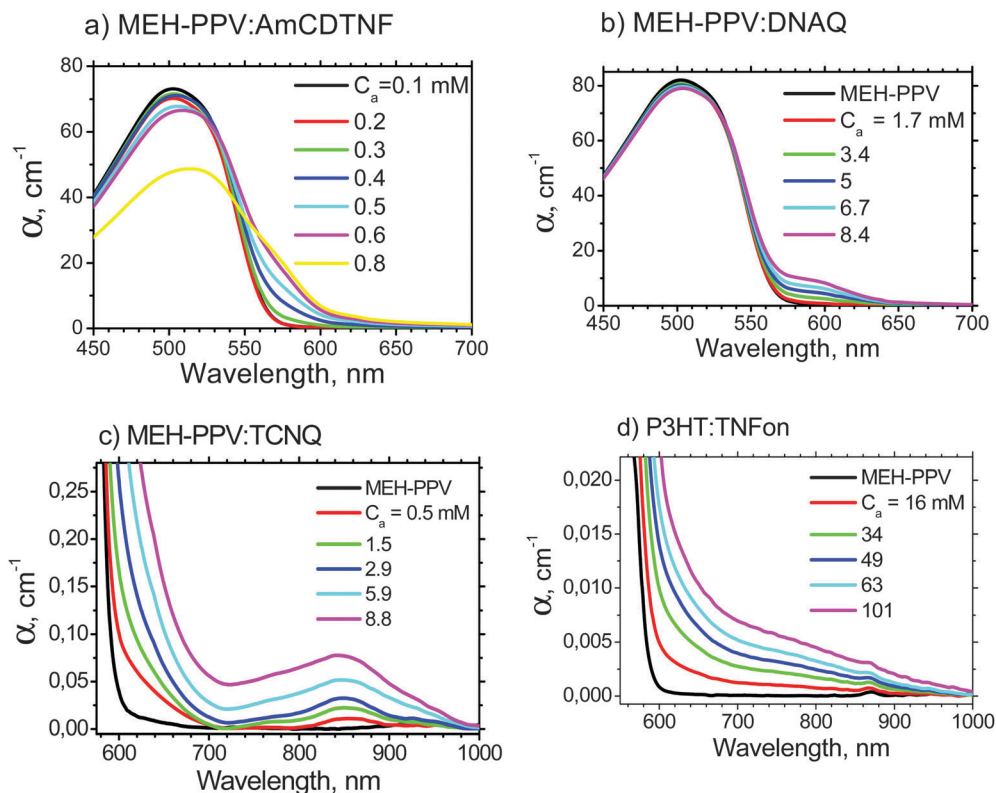 a) MEH-PPV:AmCDTNF
80
60
40
20
0
α, cm⁻¹
450 500 550 600 650 700
Wavelength, nm
Cₐ=0.1 mM
0.2
0.3
0.4
0.5
0.6
0.8
b) MEH-PPV:DNAQ
80
60
40
20
0
α, cm⁻¹
450 500 550 600 650 700
Wavelength, nm
MEH-PPV
Cₐ = 1.7 mM
3.4
5
6.7
8.4
c) MEH-PPV:TCNQ
0,25
0,20
0,15
0,10
0,05
0,00
α, cm⁻¹
600 700 800 900 1000
Wavelength, nm
MEH-PPV
Cₐ = 0.5 mM
1.5
2.9
5.9
8.8
d) P3HT:TNFon
0,020
0,015
0,010
0,005
0,000
α, cm⁻¹
600 700 800 900 1000
Wavelength, nm
MEH-PPV
Cₐ = 16 mM
34
49
63
101